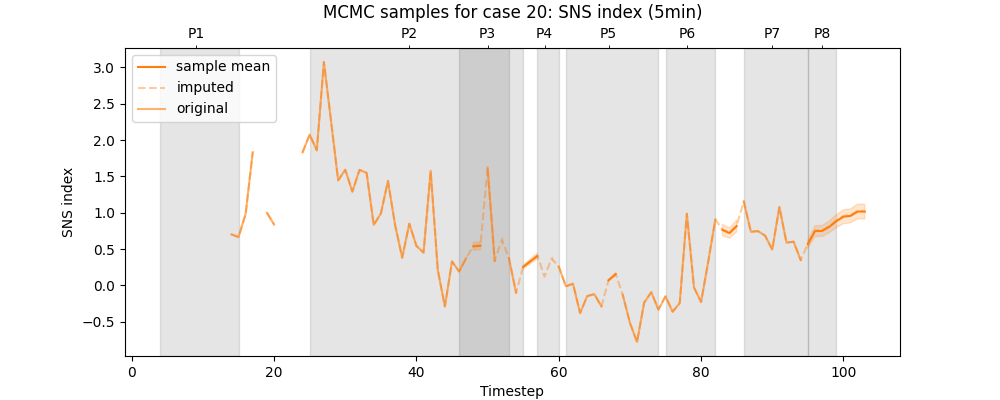 MCMC samples for case 20: SNS index (5min)
P1 P2 P3 P4 P5 P6 P7 P8
sample mean
imputed
original
3.0
2.5
2.0
1.5
1.0
0.5
0.0
−0.5
SNS index
0 20 40 60 80 100
Timestep